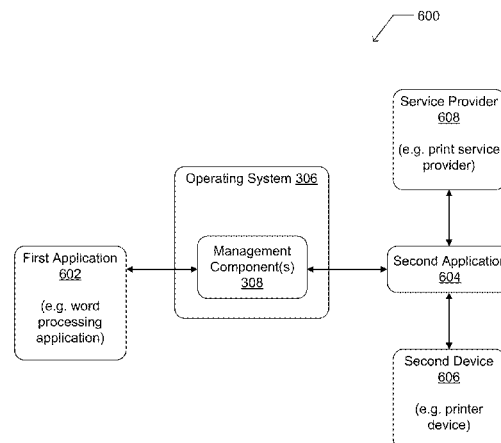 600
Service Provider
608
(e.g. print service
provider)
Operating System 306
First Application
602
(e.g. word
processing
application)
Management
Component(s)
308
Second Application
604
Second Device
606
(e.g. printer
device)